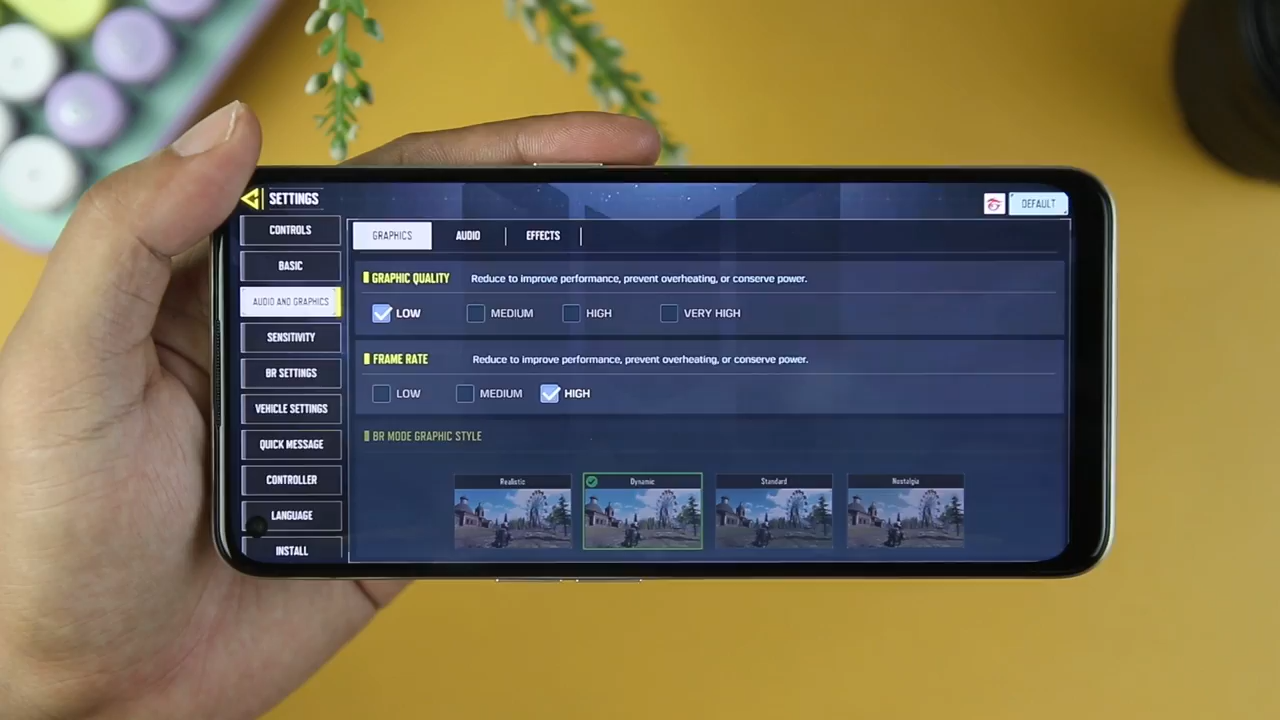 SETTINGS
DEFAULT
CONTROLS
BASIC
AUDIO AND GRAPHICS
SENSITIVITY
BR SETTINGS
VEHICLE SETTINGS
QUICK MESSAGE
CONTROLLER
LANGUAGE
INSTALL
GRAPHICS AUDIO EFFECTS
GRAPHIC QUALITY Reduce to improve performance, prevent overheating, or conserve power.
LOW MEDIUM HIGH VERY HIGH
FRAME RATE Reduce to improve performance, prevent overheating, or conserve power.
LOW MEDIUM HIGH
BR MODE GRAPHIC STYLE
Realistic Dynamic Standard Nostalgia